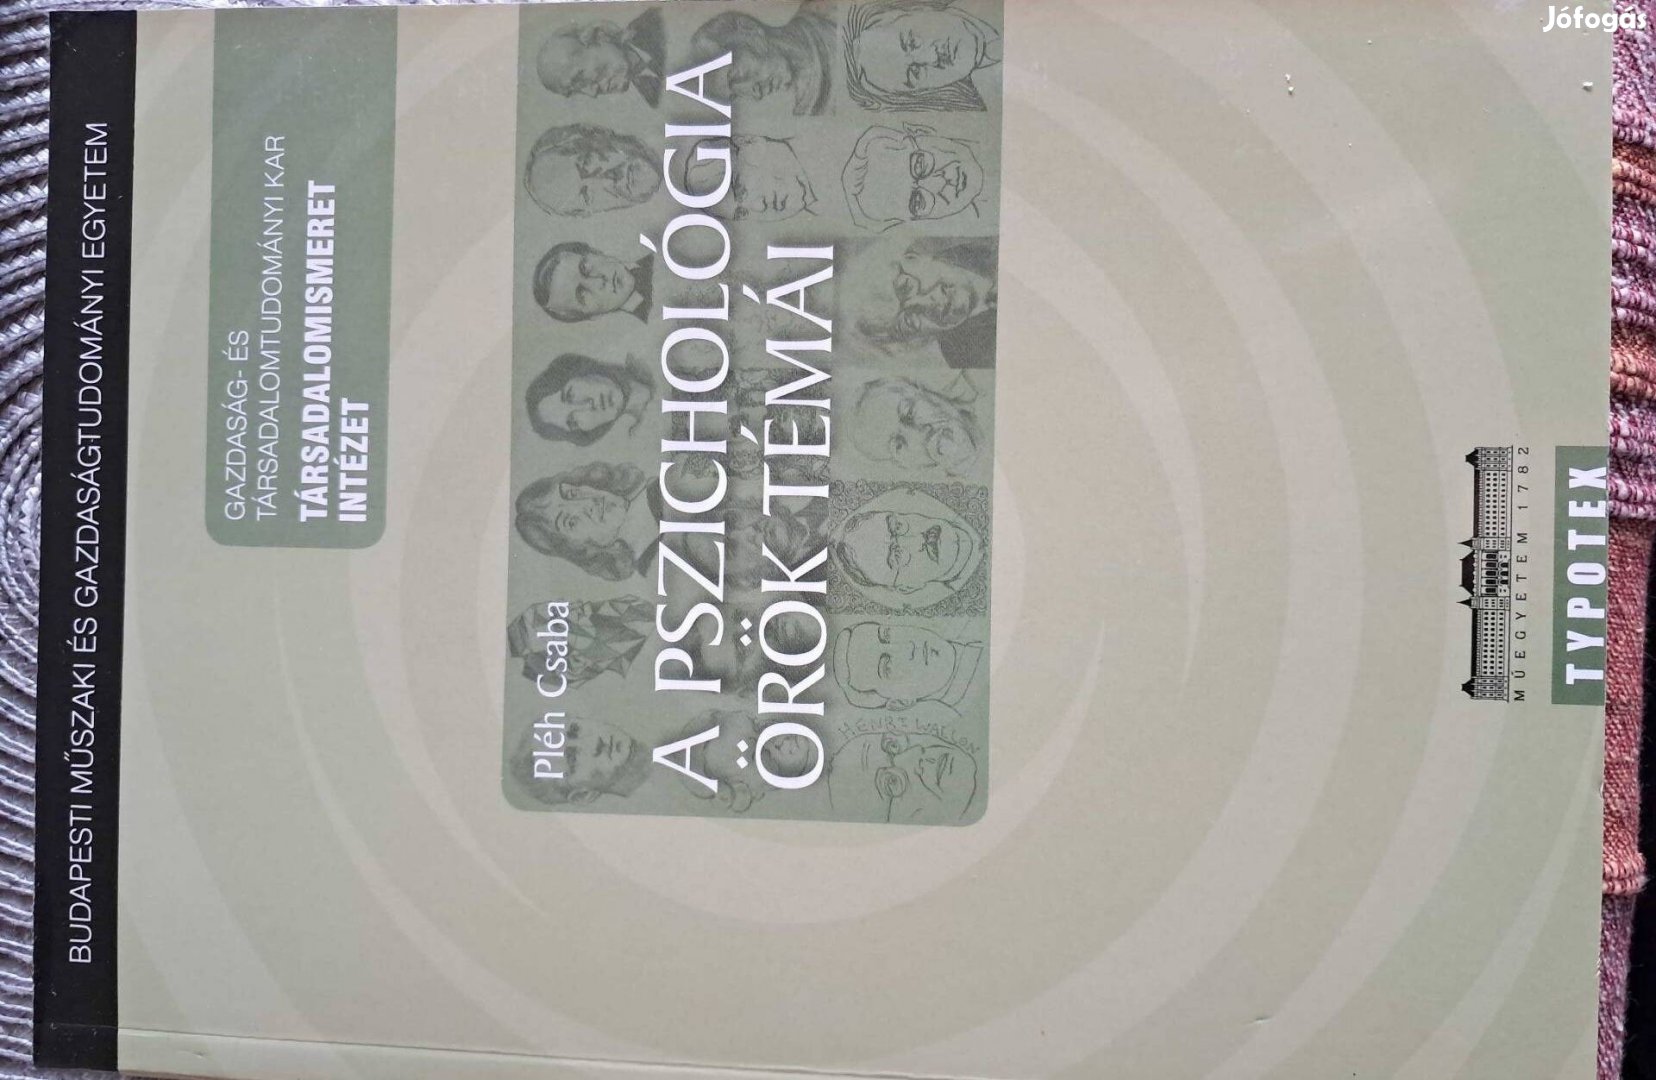 Jófogás
BUDAPESTI MŰSZAKI ÉS GAZDASÁGTUDOMÁNYI EGYETEM
GAZDASÁG- ÉS
TÁRSADALOMTUDOMÁNYI KAR
TÁRSADALOMISMERET
INTÉZET
Pléh Csaba
A PSZICHOLÓGIA
ÖRÖK TÉMÁI
HENRI WALLON
MŰEGYETEM 1782
TYPOTEX